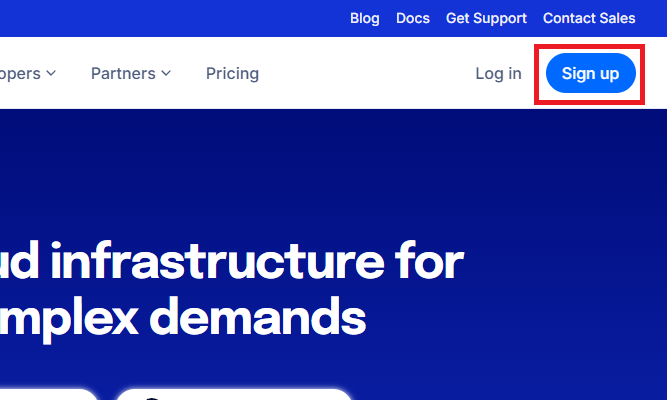 Blog Docs Get Support Contact Sales
Partners Pricing Log in Sign up
infrastructure for
demands